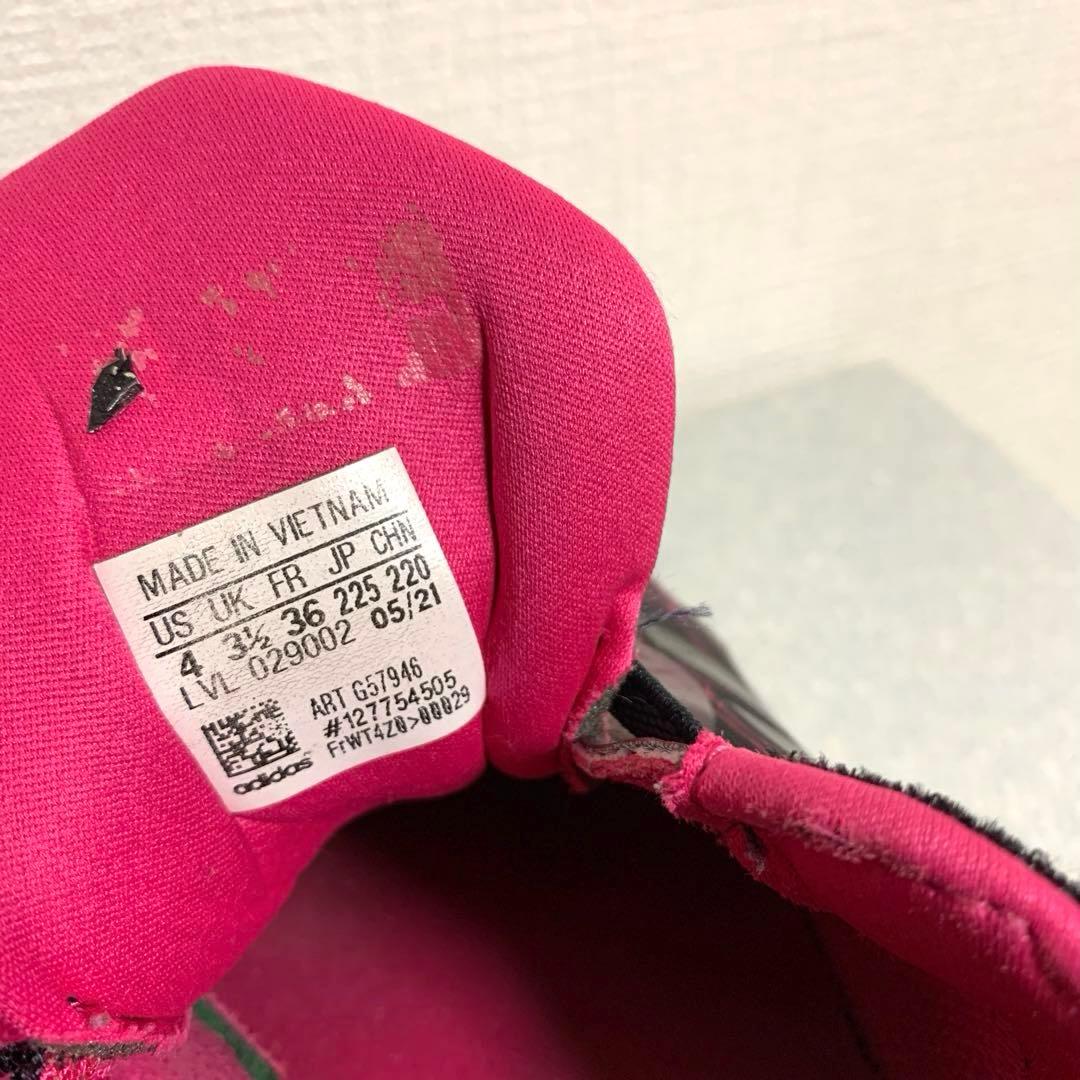 MADE IN VIETNAM
US UK FR JP CHN
4 3½ 36 225 220
LVL 029002 05/21
ART G57946
#127754505
FrWT4Z0>00029
adidas